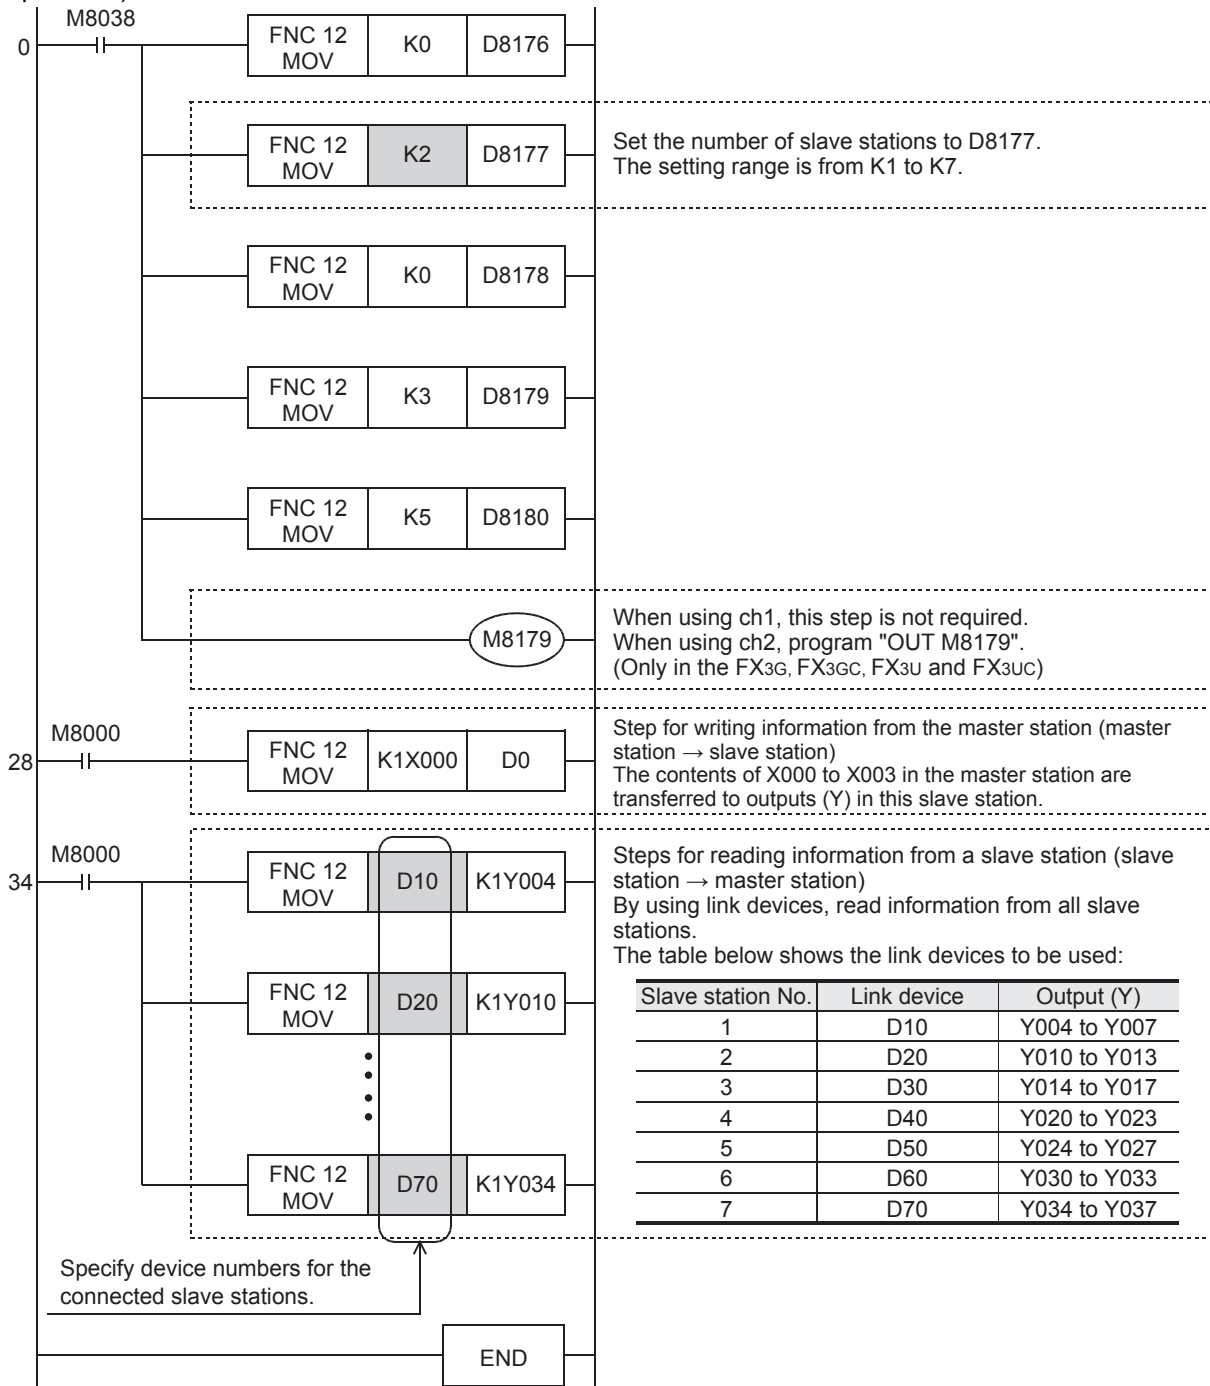 M8038
0
FNC 12
MOV
K0
D8176
FNC 12
MOV
K2
D8177
Set the number of slave stations to D8177.
The setting range is from K1 to K7.
FNC 12
MOV
K0
D8178
FNC 12
MOV
K3
D8179
FNC 12
MOV
K5
D8180
M8179
When using ch1, this step is not required.
When using ch2, program "OUT M8179".
(Only in the FX3G, FX3GC, FX3U and FX3UC)
M8000
28
FNC 12
MOV
K1X000
D0
Step for writing information from the master station (master
station → slave station)
The contents of X000 to X003 in the master station are
transferred to outputs (Y) in this slave station.
M8000
34
FNC 12
MOV
D10
K1Y004
Steps for reading information from a slave station (slave
station → master station)
By using link devices, read information from all slave
stations.
The table below shows the link devices to be used:
FNC 12
MOV
D20
K1Y010
FNC 12
MOV
D70
K1Y034
Slave station No. Link device Output (Y)
1 D10 Y004 to Y007
2 D20 Y010 to Y013
3 D30 Y014 to Y017
4 D40 Y020 to Y023
5 D50 Y024 to Y027
6 D60 Y030 to Y033
7 D70 Y034 to Y037
Specify device numbers for the
connected slave stations.
END